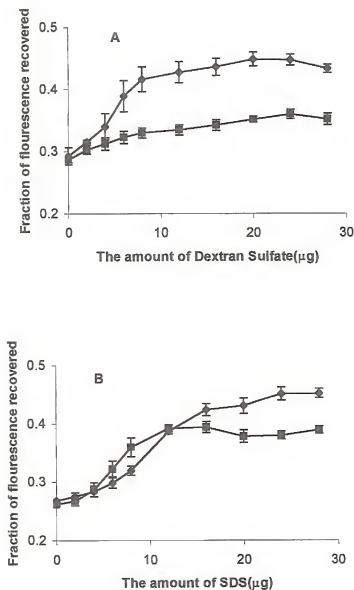 A
Fraction of flourescence recovered
0.5
0.4
0.3
0.2
0
10
20
30
The amount of Dextran Sulfate(µg)
B
Fraction of flourescence recovered
0.5
0.4
0.3
0.2
0
10
20
30
The amount of SDS(µg)